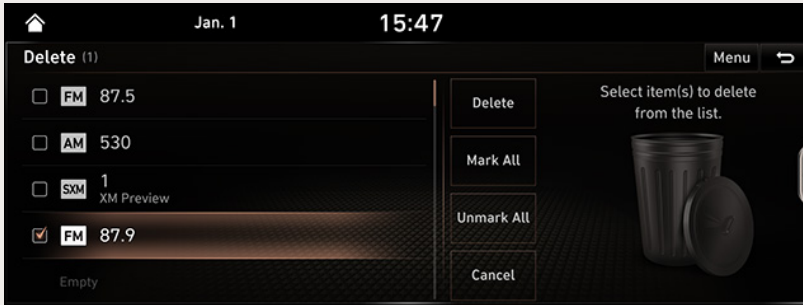 Jan. 1
15:47
Delete (1)
Menu
FM 87.5
AM 530
SXM 1
XM Preview
FM 87.9
Empty
Delete
Mark All
Unmark All
Cancel
Select item(s) to delete
from the list.